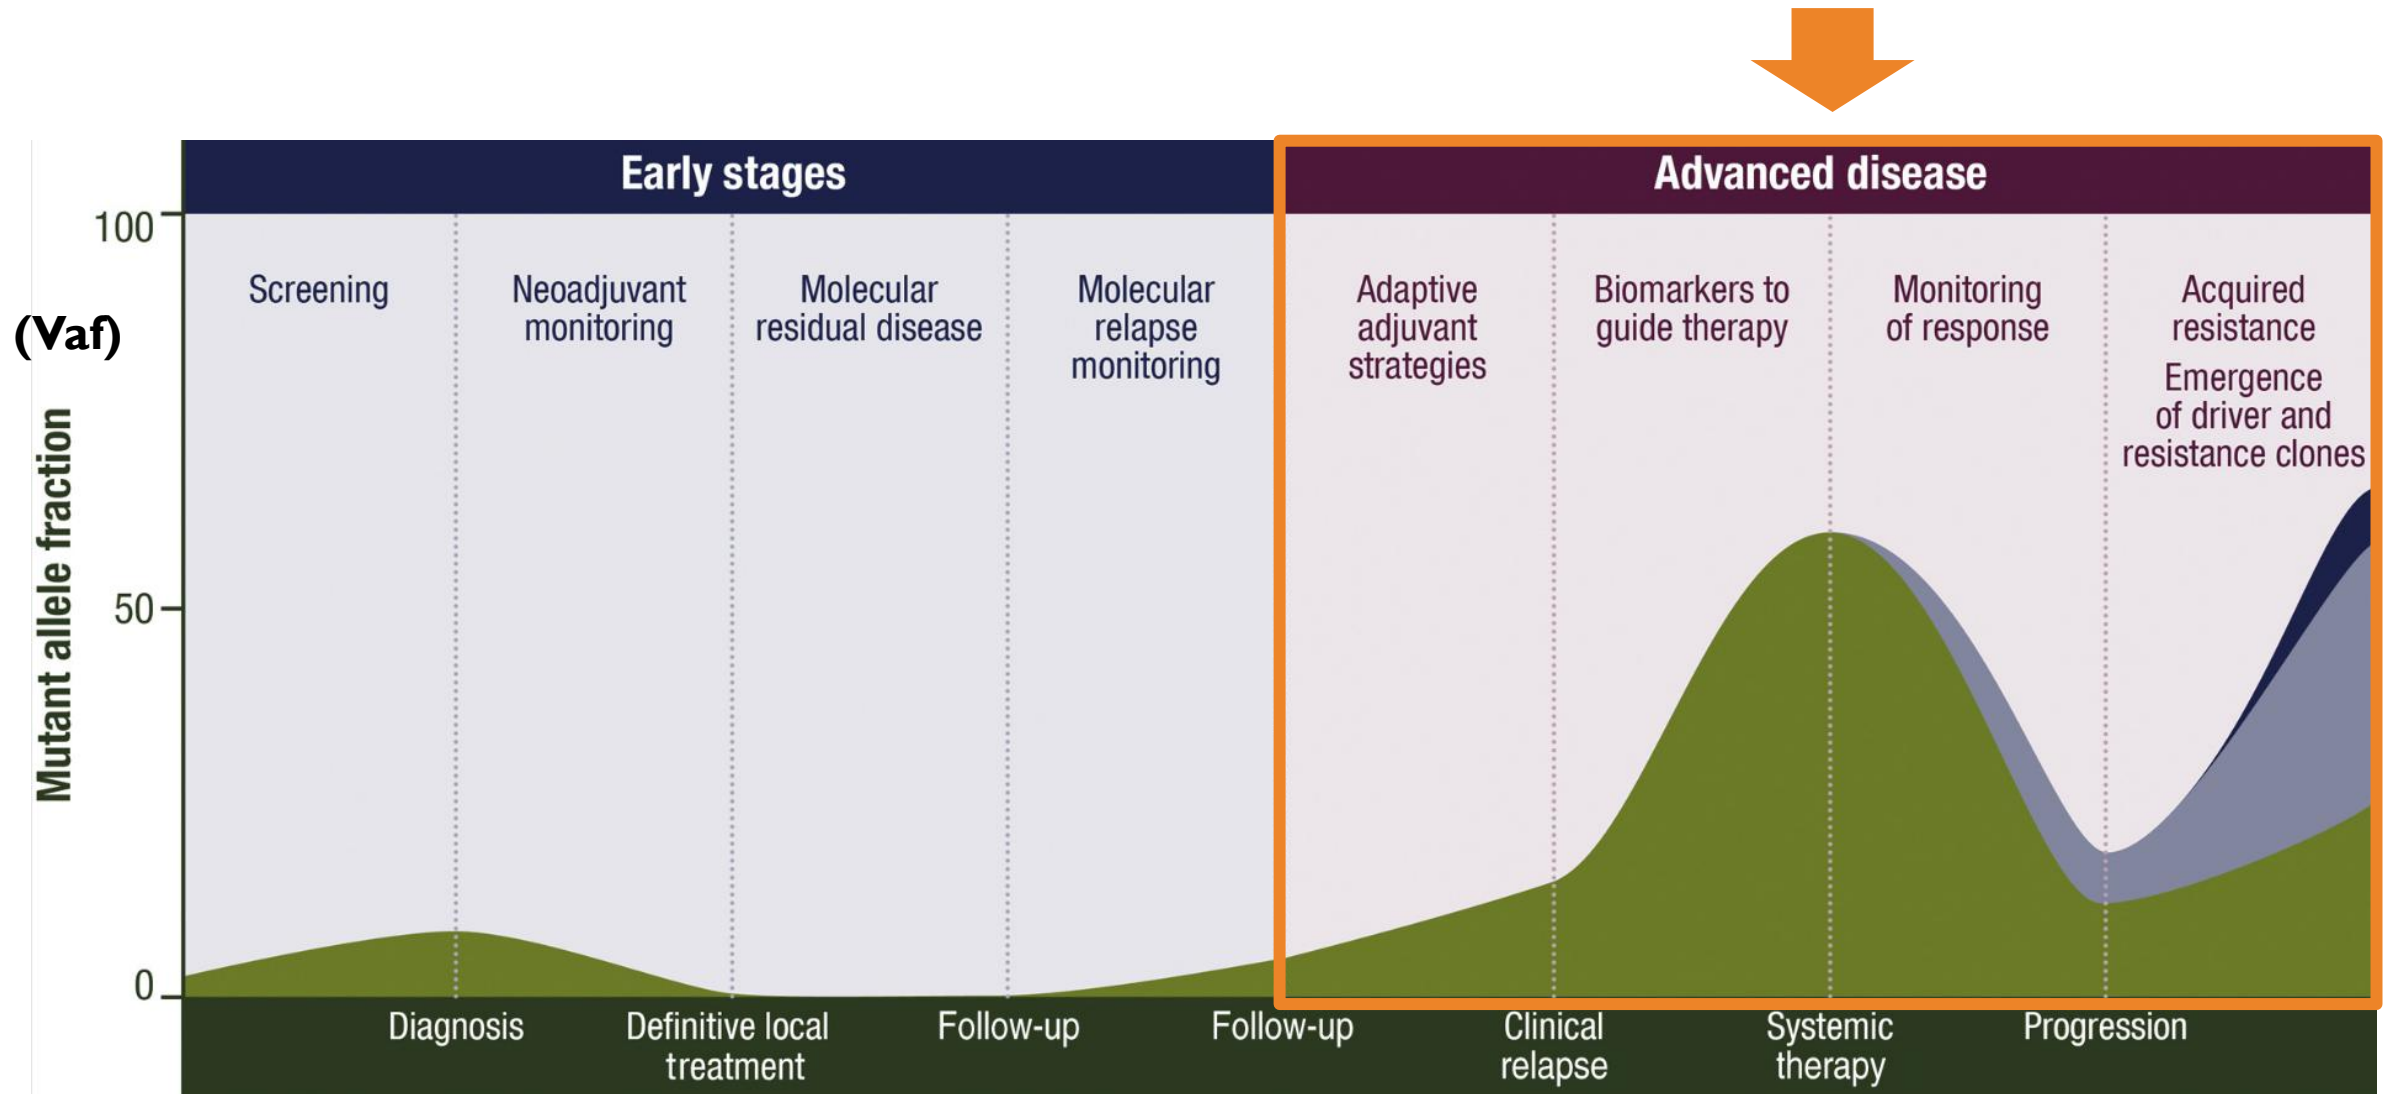 Early stages
Advanced disease
100
50
0
(Vaf)
Mutant allele fraction
Screening
Neoadjuvant
monitoring
Molecular
residual disease
Molecular
relapse
monitoring
Adaptive
adjuvant
strategies
Biomarkers to
guide therapy
Monitoring
of response
Acquired
resistance
Emergence
of driver and
resistance clones
Diagnosis
Definitive local
treatment
Follow-up
Follow-up
Clinical
relapse
Systemic
therapy
Progression